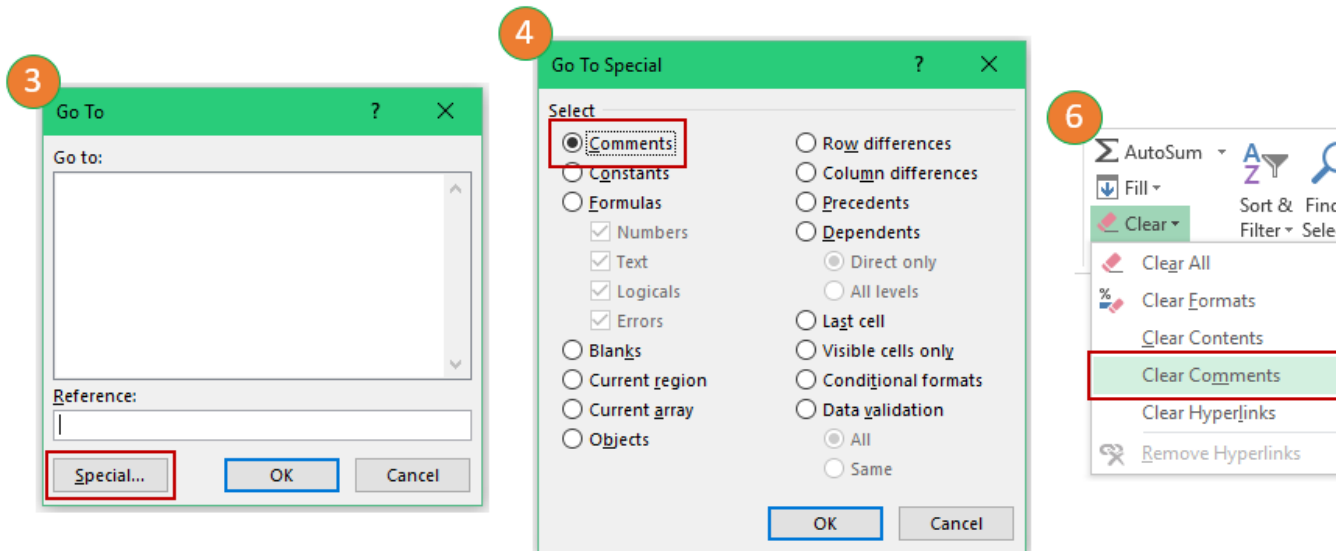 3
Go To ? ×
Go to:
Reference:
Special... OK Cancel
4
Go To Special ? ×
Select
Comments
Constants
Formulas
Numbers
Text
Logicals
Errors
Blanks
Current region
Current array
Objects
Row differences
Column differences
Precedents
Dependents
Direct only
All levels
Last cell
Visible cells only
Conditional formats
Data validation
All
Same
OK Cancel
6
Σ AutoSum
Fill
Clear
A
Z
Sort &
Filter
Clear All
% Clear Formats
Clear Contents
Clear Comments
Clear Hyperlinks
Remove Hyperlinks